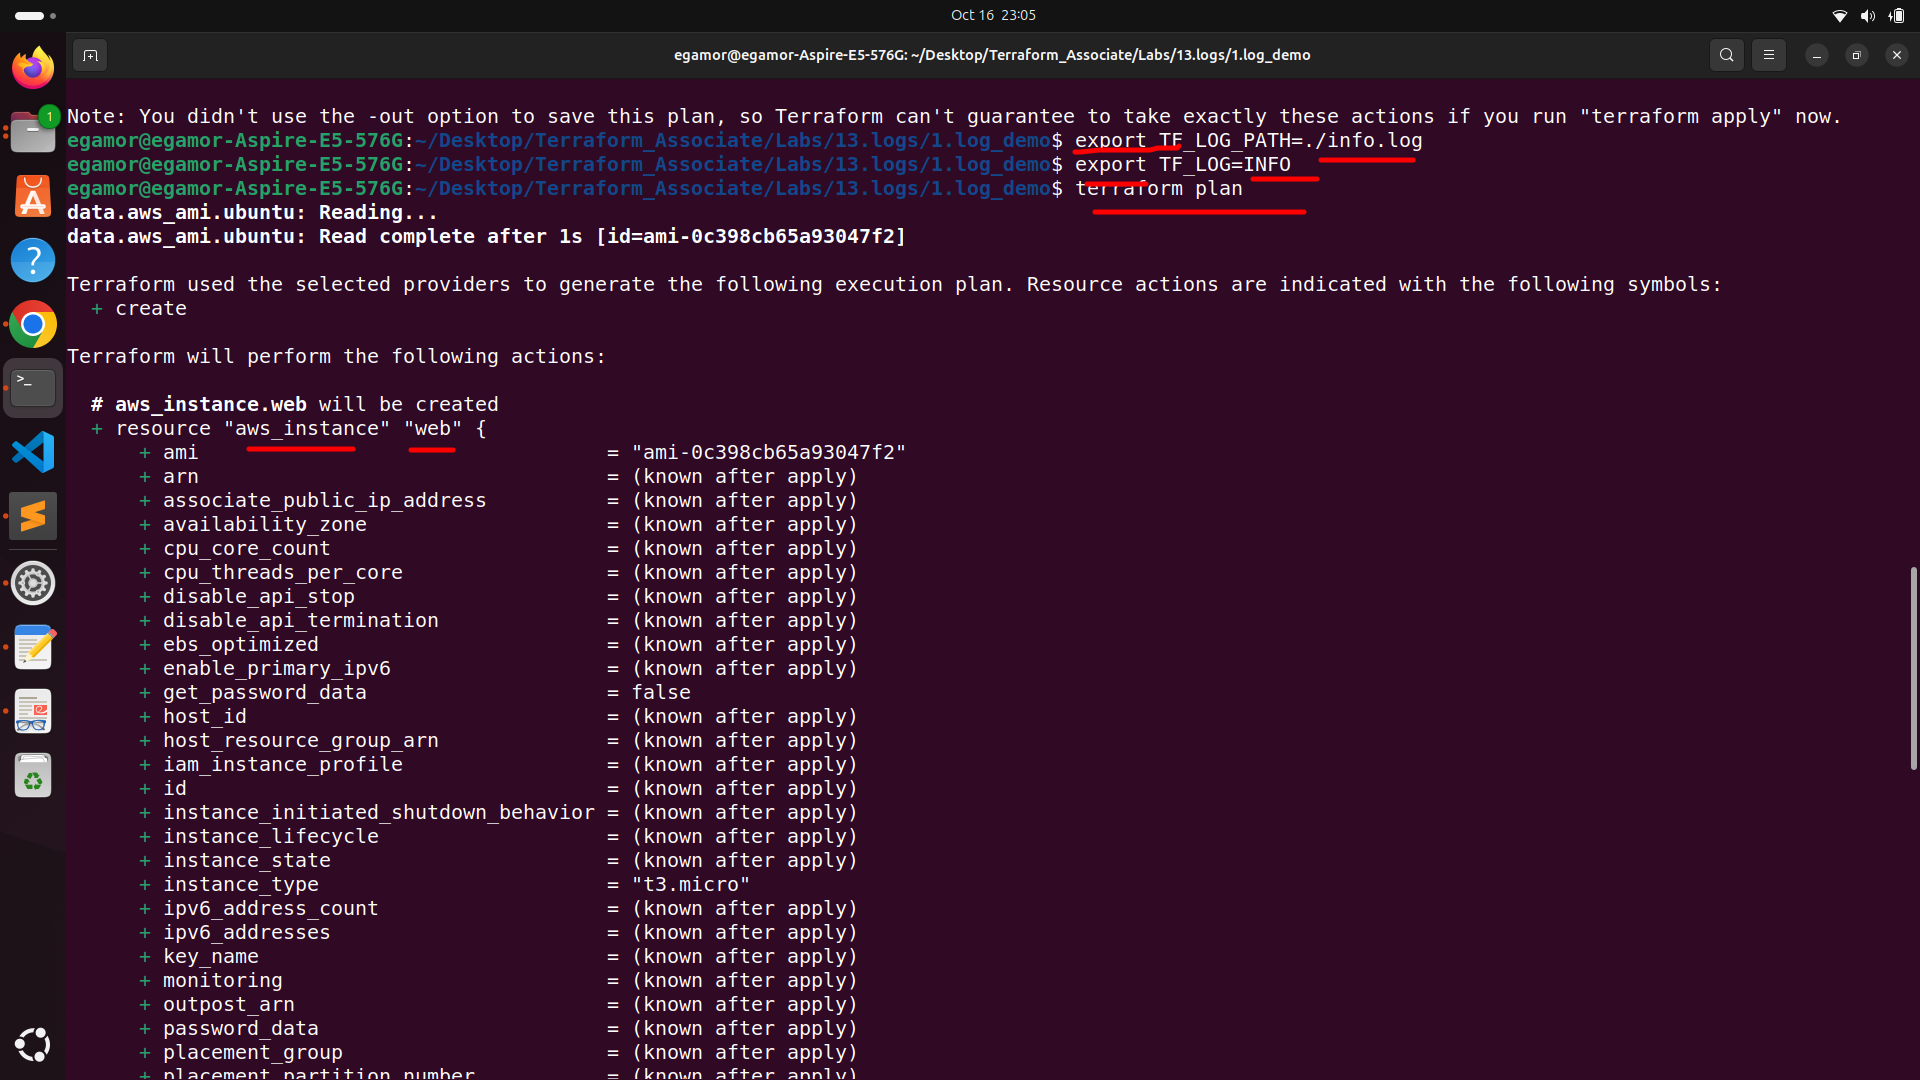 Oct 16 23:05
egamor@egamor-Aspire-E5-576G: ~/Desktop/Terraform_Associate/Labs/13.logs/1.log_demo
1
Note: You didn't use the -out option to save this plan, so Terraform can't guarantee to take exactly these actions if you run "terraform apply" now.
egamor@egamor-Aspire-E5-576G:~/Desktop/Terraform_Associate/Labs/13.logs/1.log_demo$ export TF_LOG_PATH=./info.log
egamor@egamor-Aspire-E5-576G:~/Desktop/Terraform_Associate/Labs/13.logs/1.log_demo$ export TF_LOG=INFO
egamor@egamor-Aspire-E5-576G:~/Desktop/Terraform_Associate/Labs/13.logs/1.log_demo$ terraform plan
data.aws_ami.ubuntu: Reading...
data.aws_ami.ubuntu: Read complete after 1s [id=ami-0c398cb65a93047f2]
Terraform used the selected providers to generate the following execution plan. Resource actions are indicated with the following symbols:
+ create
Terraform will perform the following actions:
# aws_instance.web will be created
+ resource "aws_instance" "web" {
+ ami = "ami-0c398cb65a93047f2"
+ arn = (known after apply)
+ associate_public_ip_address = (known after apply)
+ availability_zone = (known after apply)
+ cpu_core_count = (known after apply)
+ cpu_threads_per_core = (known after apply)
+ disable_api_stop = (known after apply)
+ disable_api_termination = (known after apply)
+ ebs_optimized = (known after apply)
+ enable_primary_ipv6 = (known after apply)
+ get_password_data = false
+ host_id = (known after apply)
+ host_resource_group_arn = (known after apply)
+ iam_instance_profile = (known after apply)
+ id = (known after apply)
+ instance_initiated_shutdown_behavior = (known after apply)
+ instance_lifecycle = (known after apply)
+ instance_state = (known after apply)
+ instance_type = "t3.micro"
+ ipv6_address_count = (known after apply)
+ ipv6_addresses = (known after apply)
+ key_name = (known after apply)
+ monitoring = (known after apply)
+ outpost_arn = (known after apply)
+ password_data = (known after apply)
+ placement_group = (known after apply)
+ placement_partition_number = (known after apply)